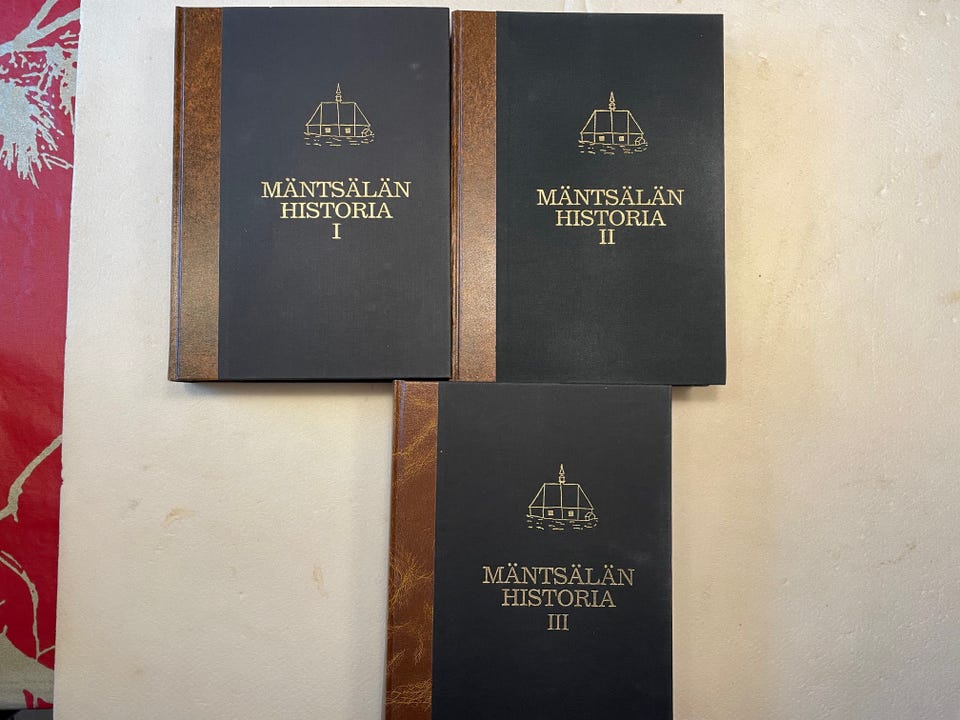 MÄNTSÄLÄN
HISTORIA
I
MÄNTSÄLÄN
HISTORIA
II
MÄNTSÄLÄN
HISTORIA
III